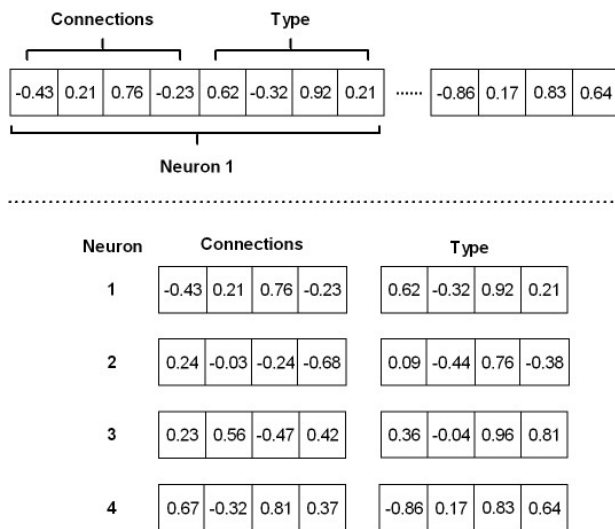 Connections Type
-0.43 0.21 0.76 -0.23 0.62 -0.32 0.92 0.21 ...... -0.86 0.17 0.83 0.64
Neuron 1
Neuron Connections Type
1 -0.43 0.21 0.76 -0.23 0.62 -0.32 0.92 0.21
2 0.24 -0.03 -0.24 -0.68 0.09 -0.44 0.76 -0.38
3 0.23 0.56 -0.47 0.42 0.36 -0.04 0.96 0.81
4 0.67 -0.32 0.81 0.37 -0.86 0.17 0.83 0.64